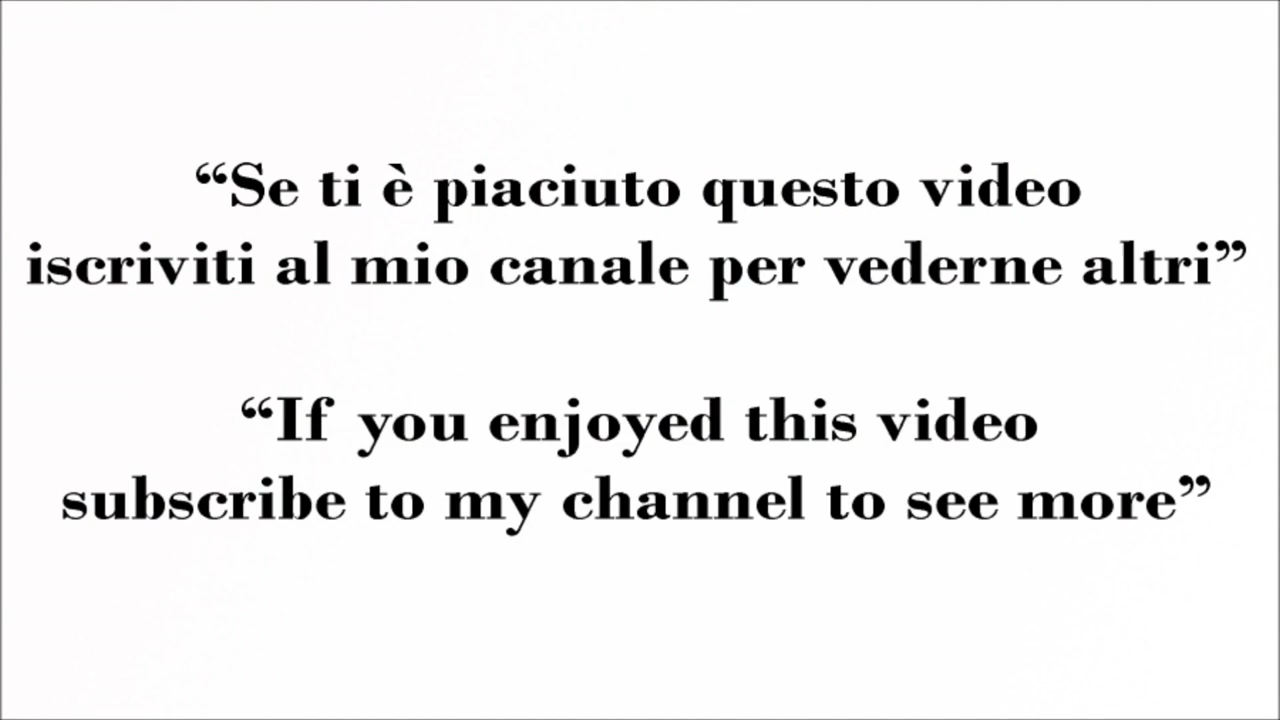 “Se ti è piaciuto questo video
iscriviti al mio canale per vederne altri”
“If you enjoyed this video
subscribe to my channel to see more”